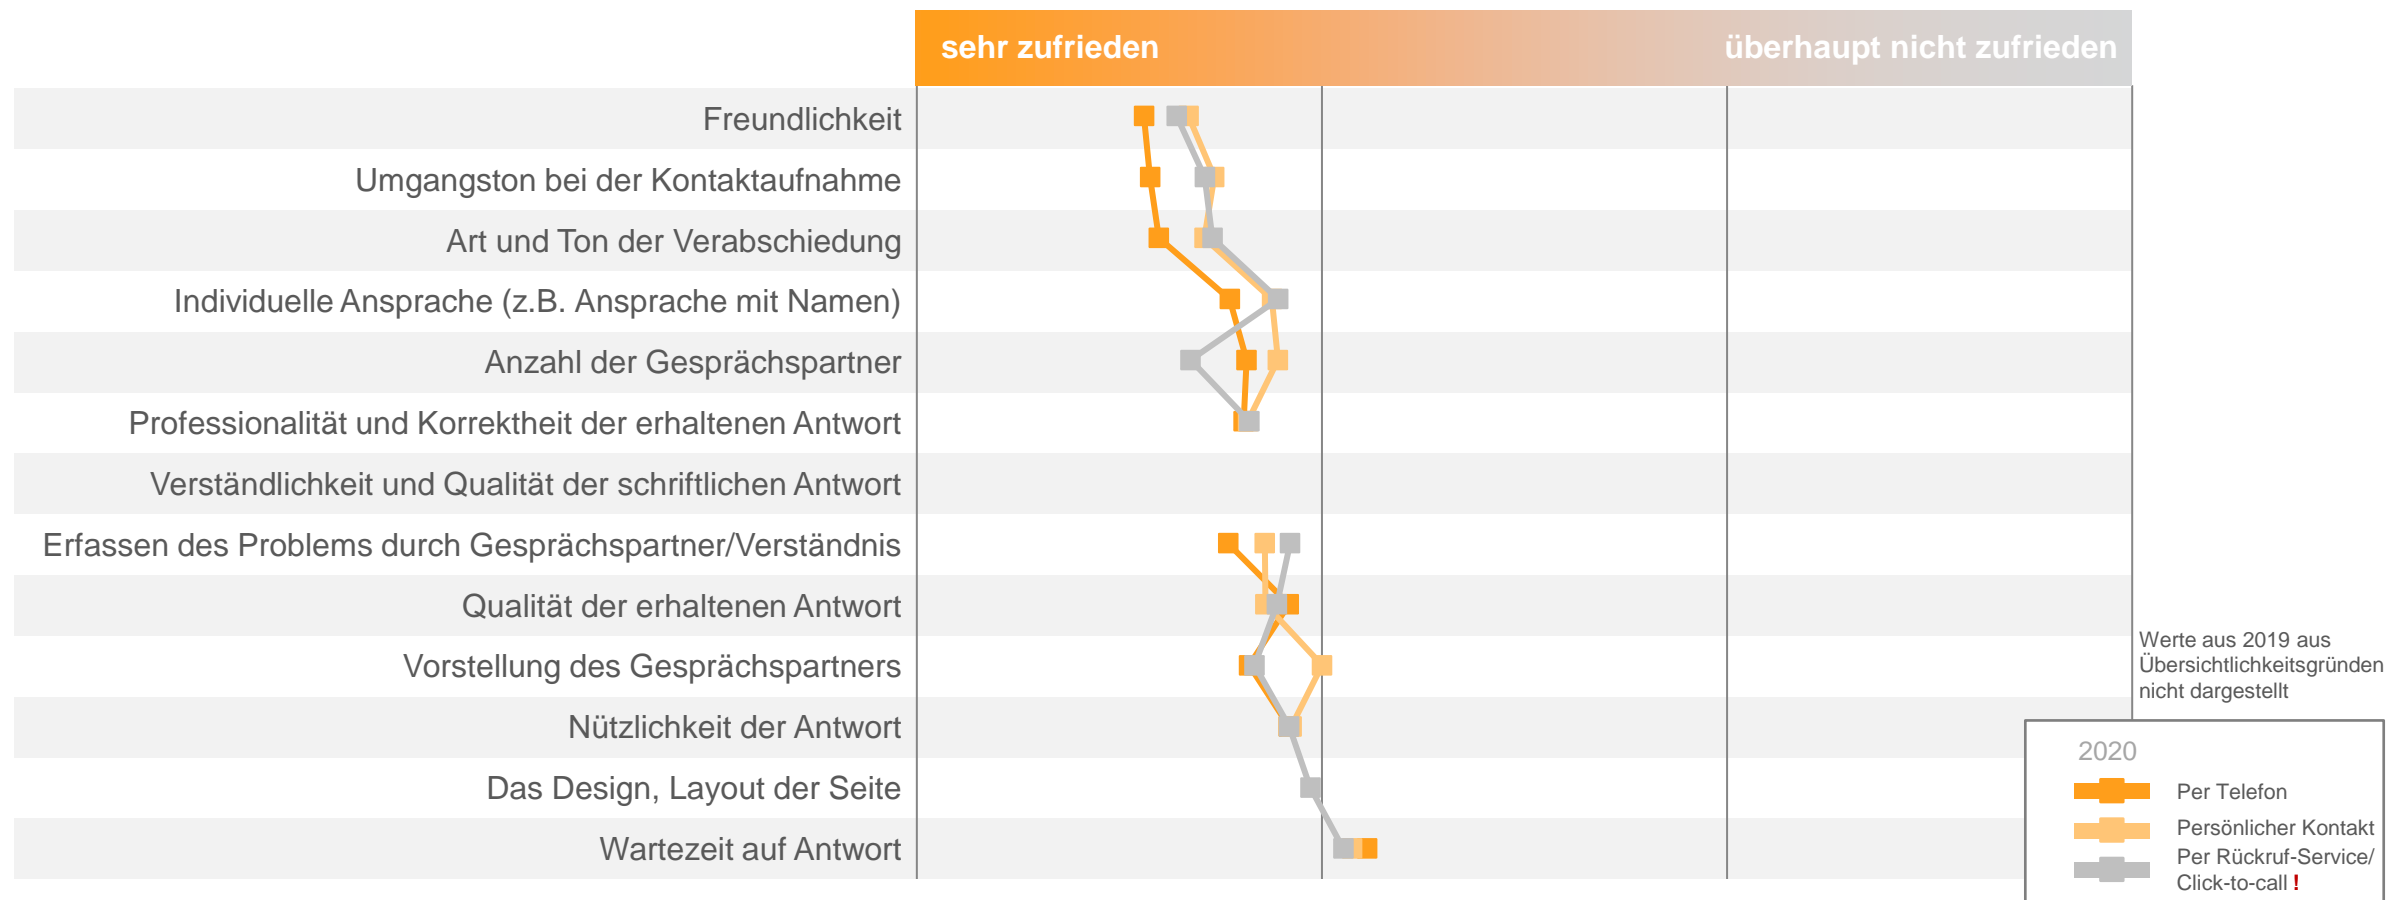 sehr zufrieden
überhaupt nicht zufrieden
Freundlichkeit
Umgangston bei der Kontaktaufnahme
Art und Ton der Verabschiedung
Individuelle Ansprache (z.B. Ansprache mit Namen)
Anzahl der Gesprächspartner
Professionalität und Korrektheit der erhaltenen Antwort
Verständlichkeit und Qualität der schriftlichen Antwort
Erfassen des Problems durch Gesprächspartner/Verständnis
Qualität der erhaltenen Antwort
Vorstellung des Gesprächspartners
Nützlichkeit der Antwort
Das Design, Layout der Seite
Wartezeit auf Antwort
Werte aus 2019 aus
Übersichtlichkeitsgründen
nicht dargestellt
2020
Per Telefon
Persönlicher Kontakt
Per Rückruf-Service/
Click-to-call !